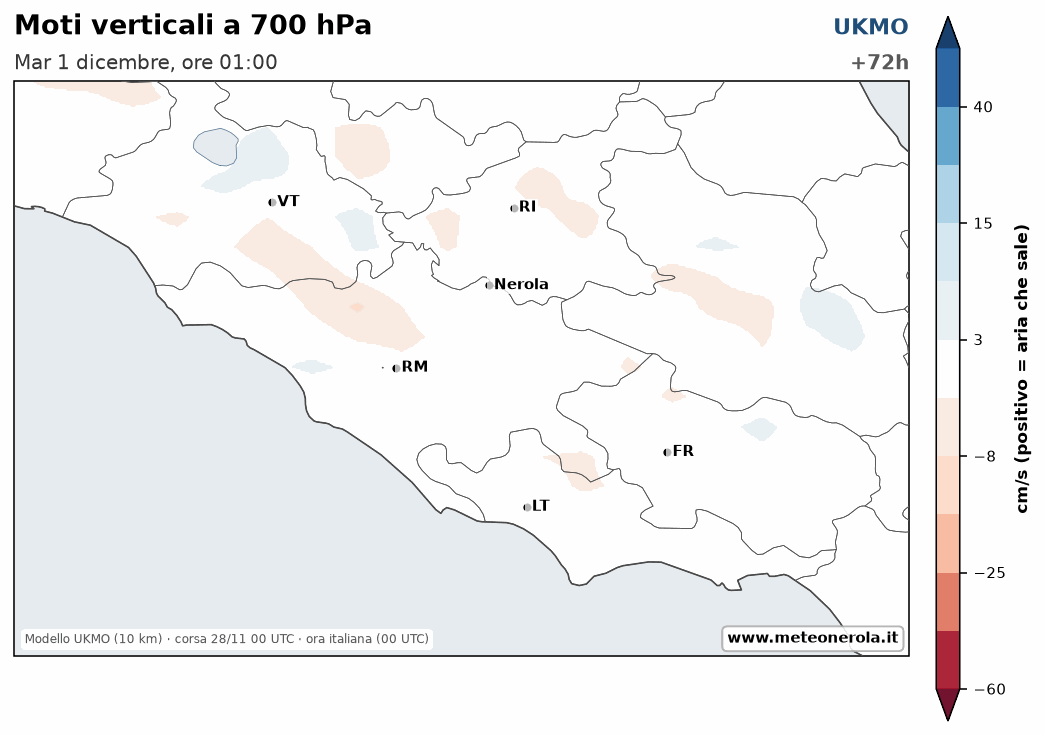 Moti verticali a 700 hPa
UKMO
Mar 1 dicembre, ore 01:00
+72h
40
15
3
−8
−25
−60
cm/s (positivo = aria che sale)
VT
RI
Nerola
RM
FR
LT
Modello UKMO (10 km) · corsa 28/11 00 UTC · ora italiana (00 UTC)
www.meteonerola.it